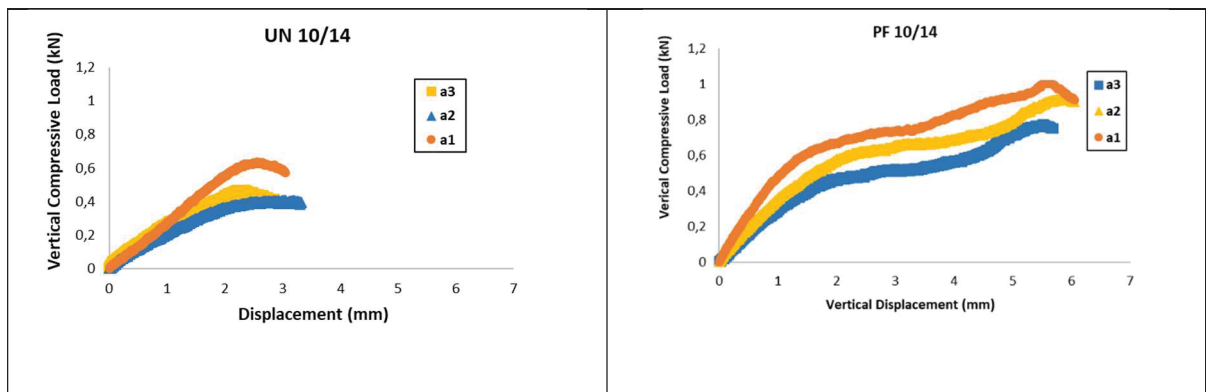 UN 10/14
Vertical Compressive Load (kN)
1,2
1
0,8
0,6
0,4
0,2
0
0 1 2 3 4 5 6 7
Displacement (mm)
a3
a2
a1
PF 10/14
Verical Compressive Load (kN)
1,2
1
0,8
0,6
0,4
0,2
0
0 1 2 3 4 5 6 7
Vertical Displacement (mm)
a3
a2
a1